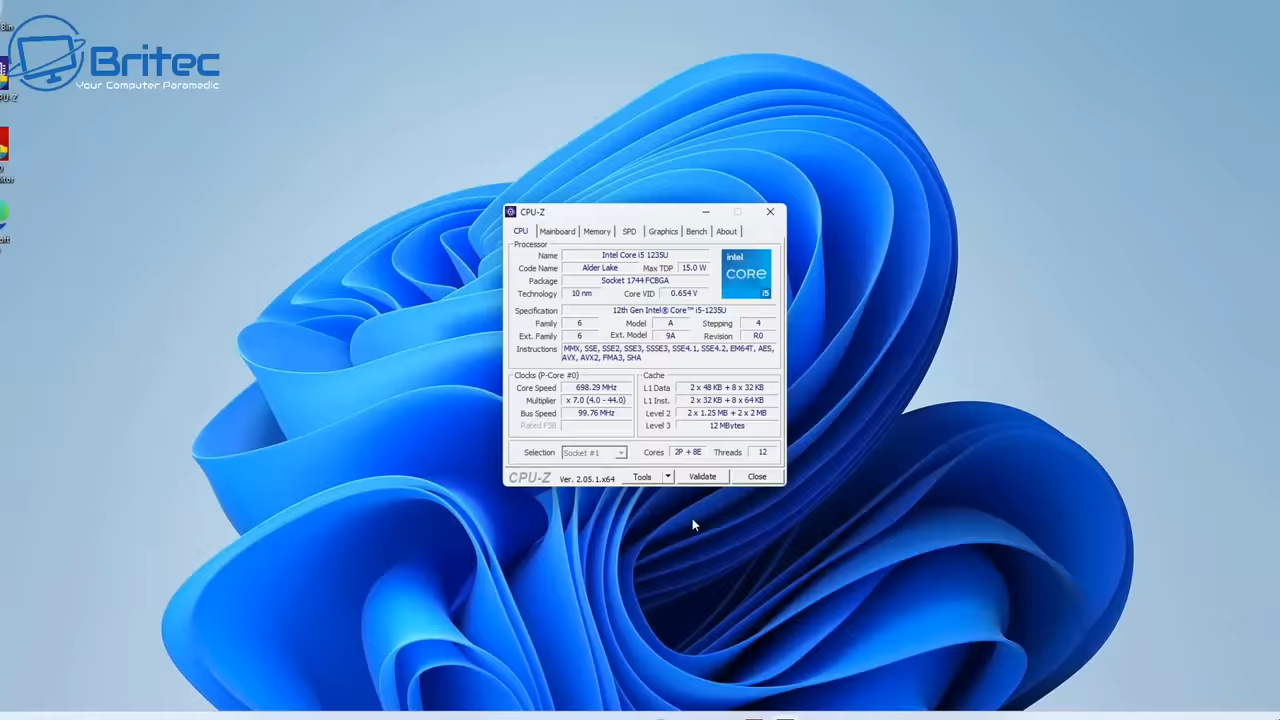 Bin
Britec
Your Computer Paramedic
PU-Z
CPU-Z
CPU Mainboard Memory SPD Graphics Bench About
Processor
Name Intel Core i5 1235U
Code Name Alder Lake Max TDP 15.0 W
Package Socket 1744 FCBGA
Technology 10 nm Core VID 0.654 V
intel
CORE
i5
Specification 12th Gen Intel® Core™ i5-1235U
Family 6 Model A Stepping 4
Ext. Family 6 Ext. Model 9A Revision R0
Instructions MMX, SSE, SSE2, SSE3, SSSE3, SSE4.1, SSE4.2, EM64T, AES,
AVX, AVX2, FMA3, SHA
Clocks (P-Core #0)
Core Speed 698.29 MHz
Multiplier x 7.0 (4.0 - 44.0)
Bus Speed 99.76 MHz
Rated FSB
Cache
L1 Data 2 x 48 KB + 8 x 32 KB
L1 Inst. 2 x 32 KB + 8 x 64 KB
Level 2 2 x 1.25 MB + 2 x 2 MB
Level 3 12 MBytes
Selection Socket #1 Cores 2P + 8E Threads 12
CPU-Z Ver. 2.05.1.x64 Tools Validate Close